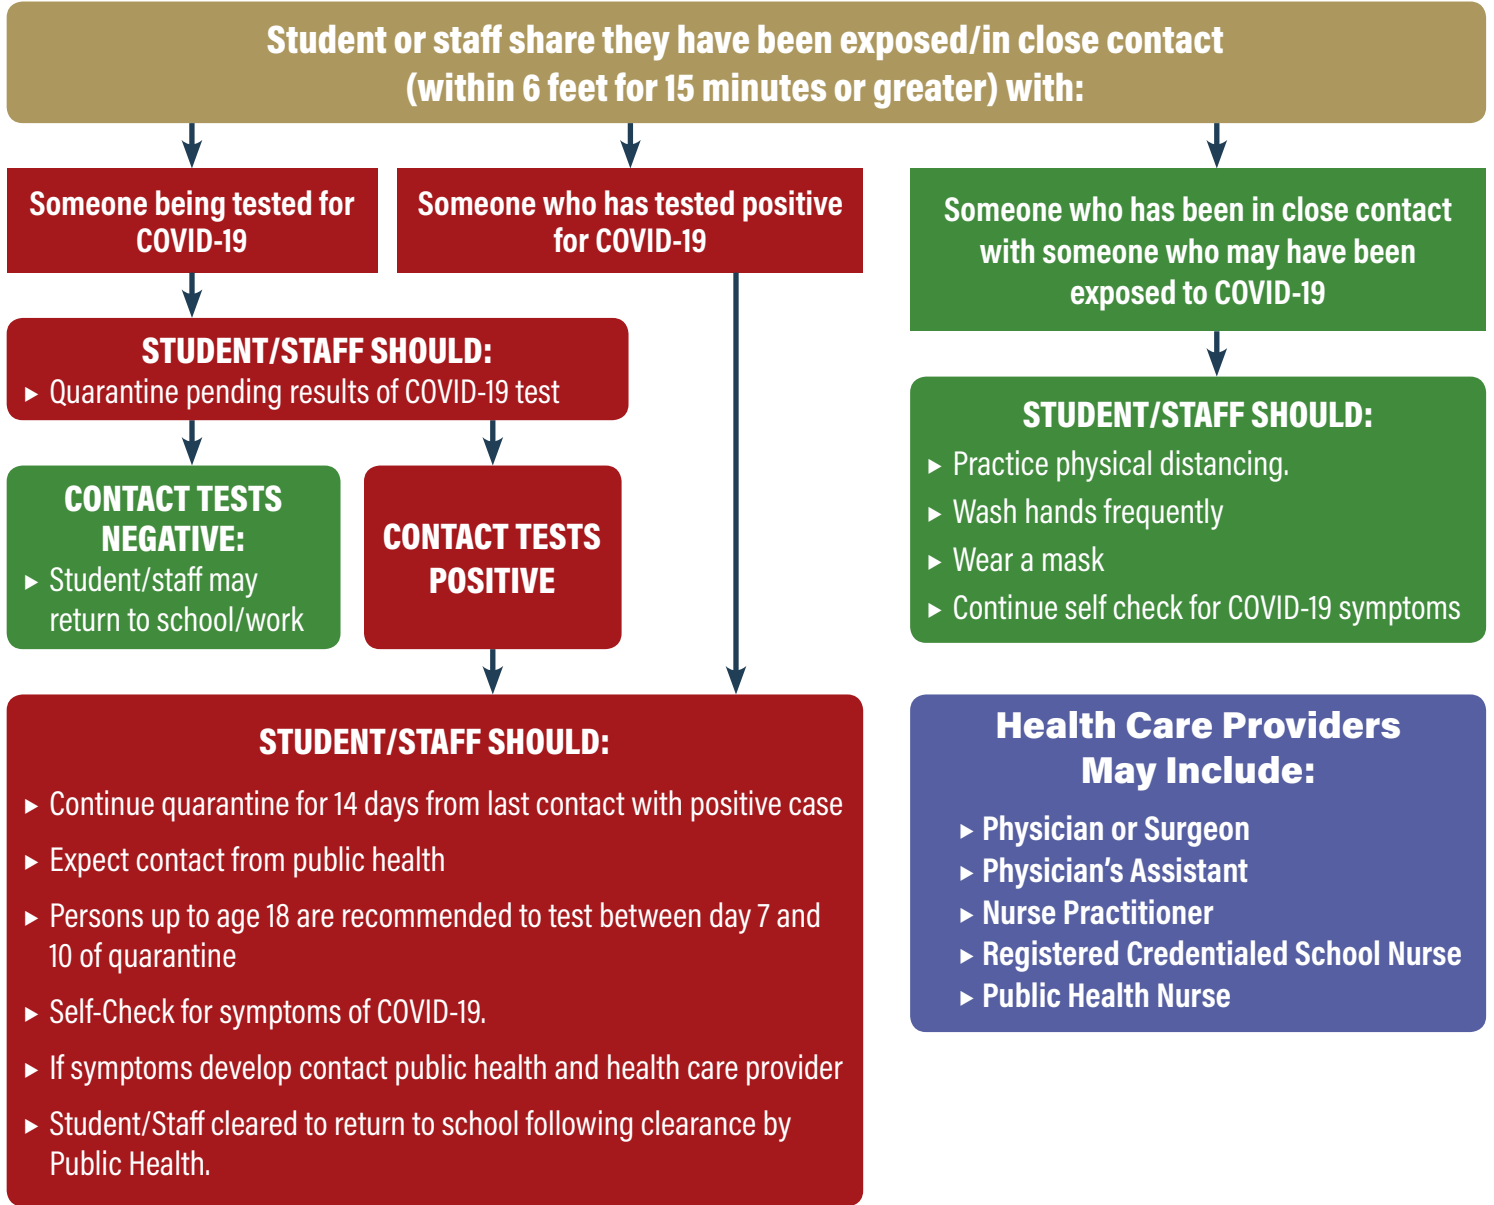 Student or staff share they have been exposed/in close contact
(within 6 feet for 15 minutes or greater) with:
Someone being tested for
COVID-19
Someone who has tested positive
for COVID-19
Someone who has been in close contact
with someone who may have been
exposed to COVID-19
STUDENT/STAFF SHOULD:
▸ Quarantine pending results of COVID-19 test
CONTACT TESTS
NEGATIVE:
▸ Student/staff may
return to school/work
CONTACT TESTS
POSITIVE
STUDENT/STAFF SHOULD:
▸ Practice physical distancing.
▸ Wash hands frequently
▸ Wear a mask
▸ Continue self check for COVID-19 symptoms
STUDENT/STAFF SHOULD:
▸ Continue quarantine for 14 days from last contact with positive case
▸ Expect contact from public health
▸ Persons up to age 18 are recommended to test between day 7 and
10 of quarantine
▸ Self-Check for symptoms of COVID-19.
▸ If symptoms develop contact public health and health care provider
▸ Student/Staff cleared to return to school following clearance by
Public Health.
Health Care Providers
May Include:
▸ Physician or Surgeon
▸ Physician’s Assistant
▸ Nurse Practitioner
▸ Registered Credentialed School Nurse
▸ Public Health Nurse